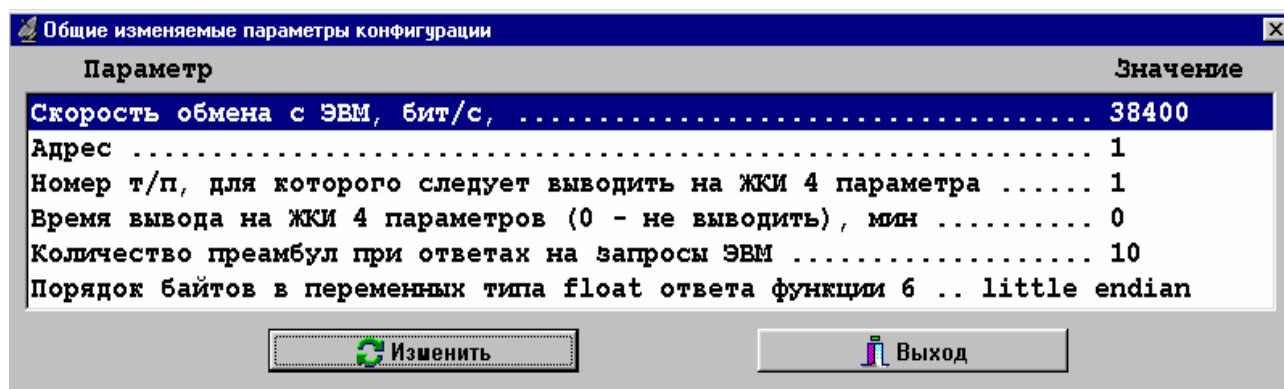 Общие изменяемые параметры конфигурации
Параметр Значение
Скорость обмена с ЭВМ, бит/с, .................................... 38400
Адрес ............................................................ 1
Номер т/п, для которого следует выводить на ЖКИ 4 параметра ...... 1
Время вывода на ЖКИ 4 параметров (0 - не выводить), мин .......... 0
Количество преамбул при ответах на запросы ЭВМ ................... 10
Порядок байтов в переменных типа float ответа функции 6 .. little endian
Изменить Выход